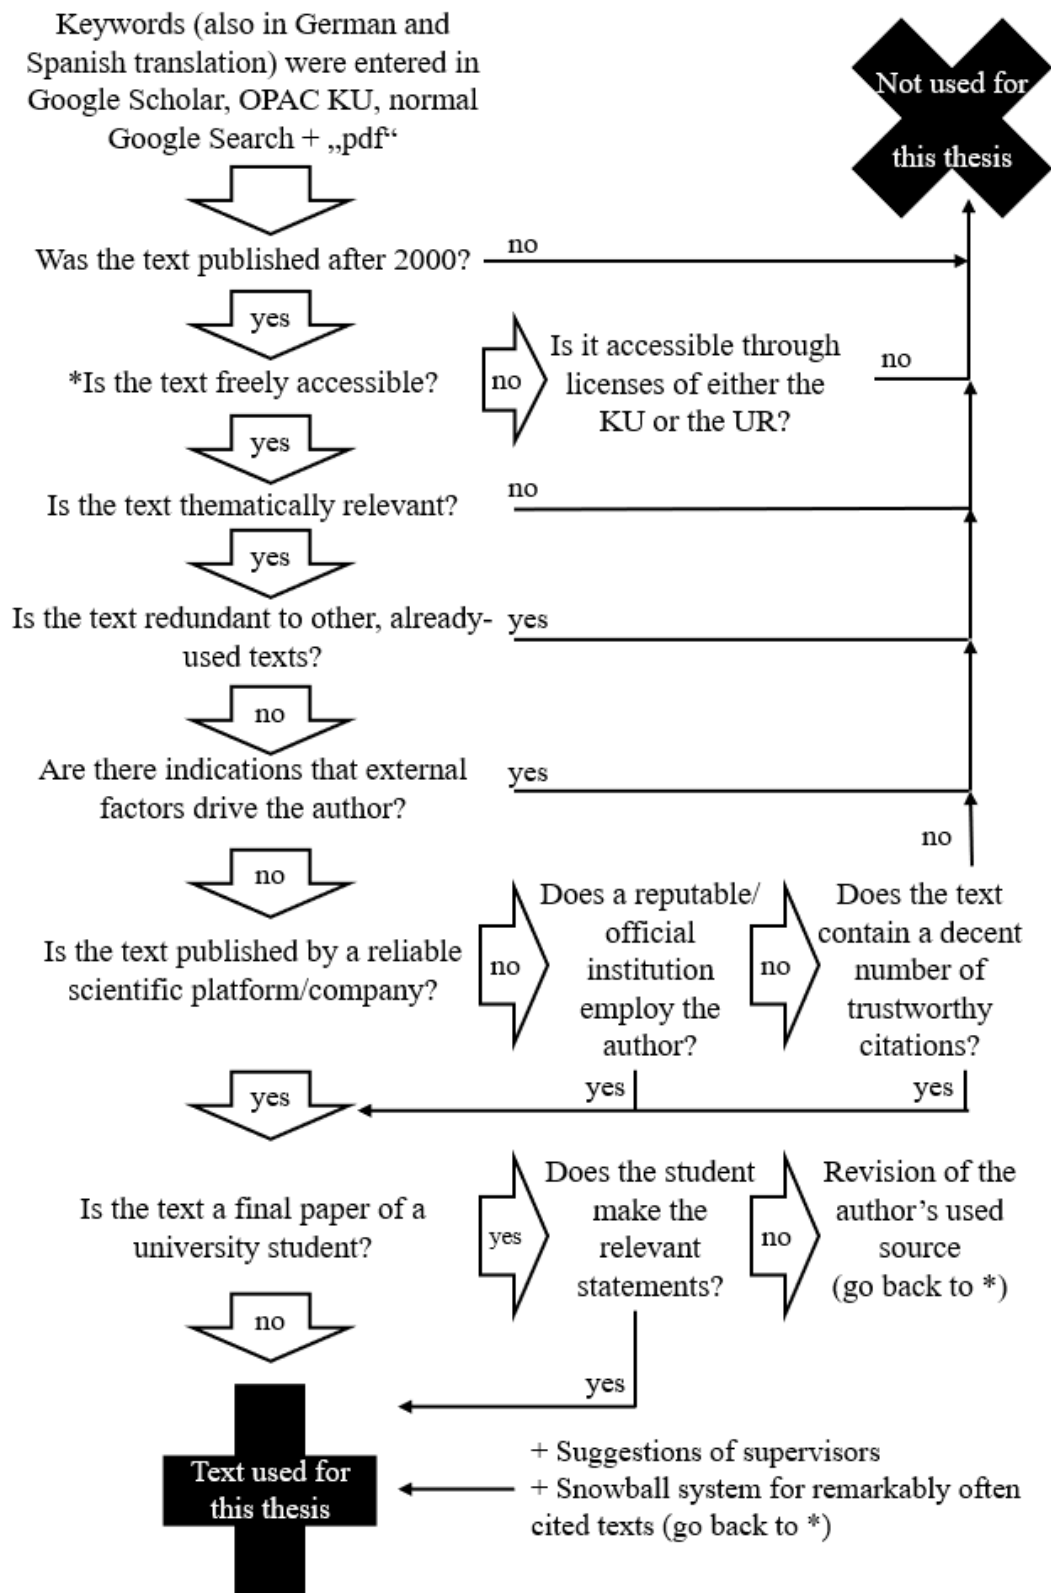 Keywords (also in German and
Spanish translation) were entered in
Google Scholar, OPAC KU, normal
Google Search + „pdf“
Not used for
this thesis
Was the text published after 2000?
no
yes
*Is the text freely accessible?
no
Is it accessible through
licenses of either the
KU or the UR?
no
yes
Is the text thematically relevant?
no
yes
Is the text redundant to other, already-
used texts?
yes
no
Are there indications that external
factors drive the author?
yes
no
no
Is the text published by a reliable
scientific platform/company?
no
Does a reputable/
official
institution
employ the
author?
no
Does the text
contain a decent
number of
trustworthy
citations?
yes
yes
yes
Is the text a final paper of a
university student?
yes
Does the student
make the
relevant
statements?
no
Revision of the
author’s used
source
(go back to *)
no
yes
Text used for
this thesis
+ Suggestions of supervisors
+ Snowball system for remarkably often
cited texts (go back to *)